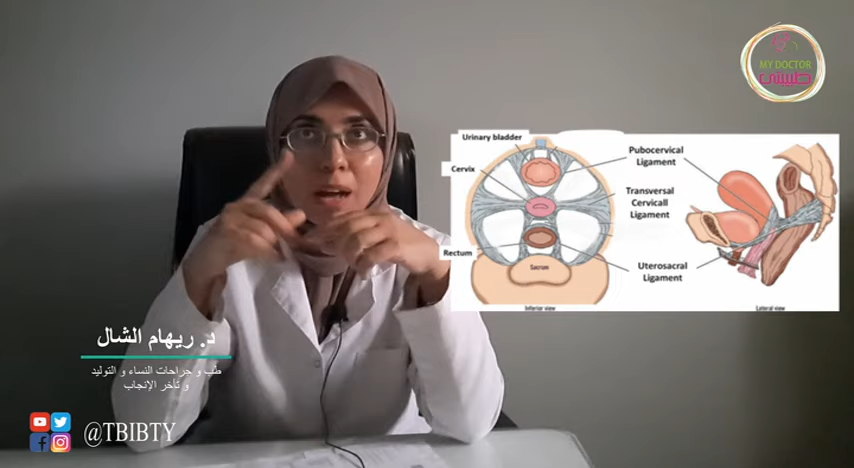 MY DOCTOR
طبيبتي
Urinary bladder
Cervix
Rectum
Sacrum
Inferior view
Pubocervical
Ligament
Transversal
Cervicall
Ligament
Uterosacral
Ligament
Lateral view
د. ريهام الشال
طب و جراحات النساء و التوليد
و تأخر الإنجاب
@TBIBTY